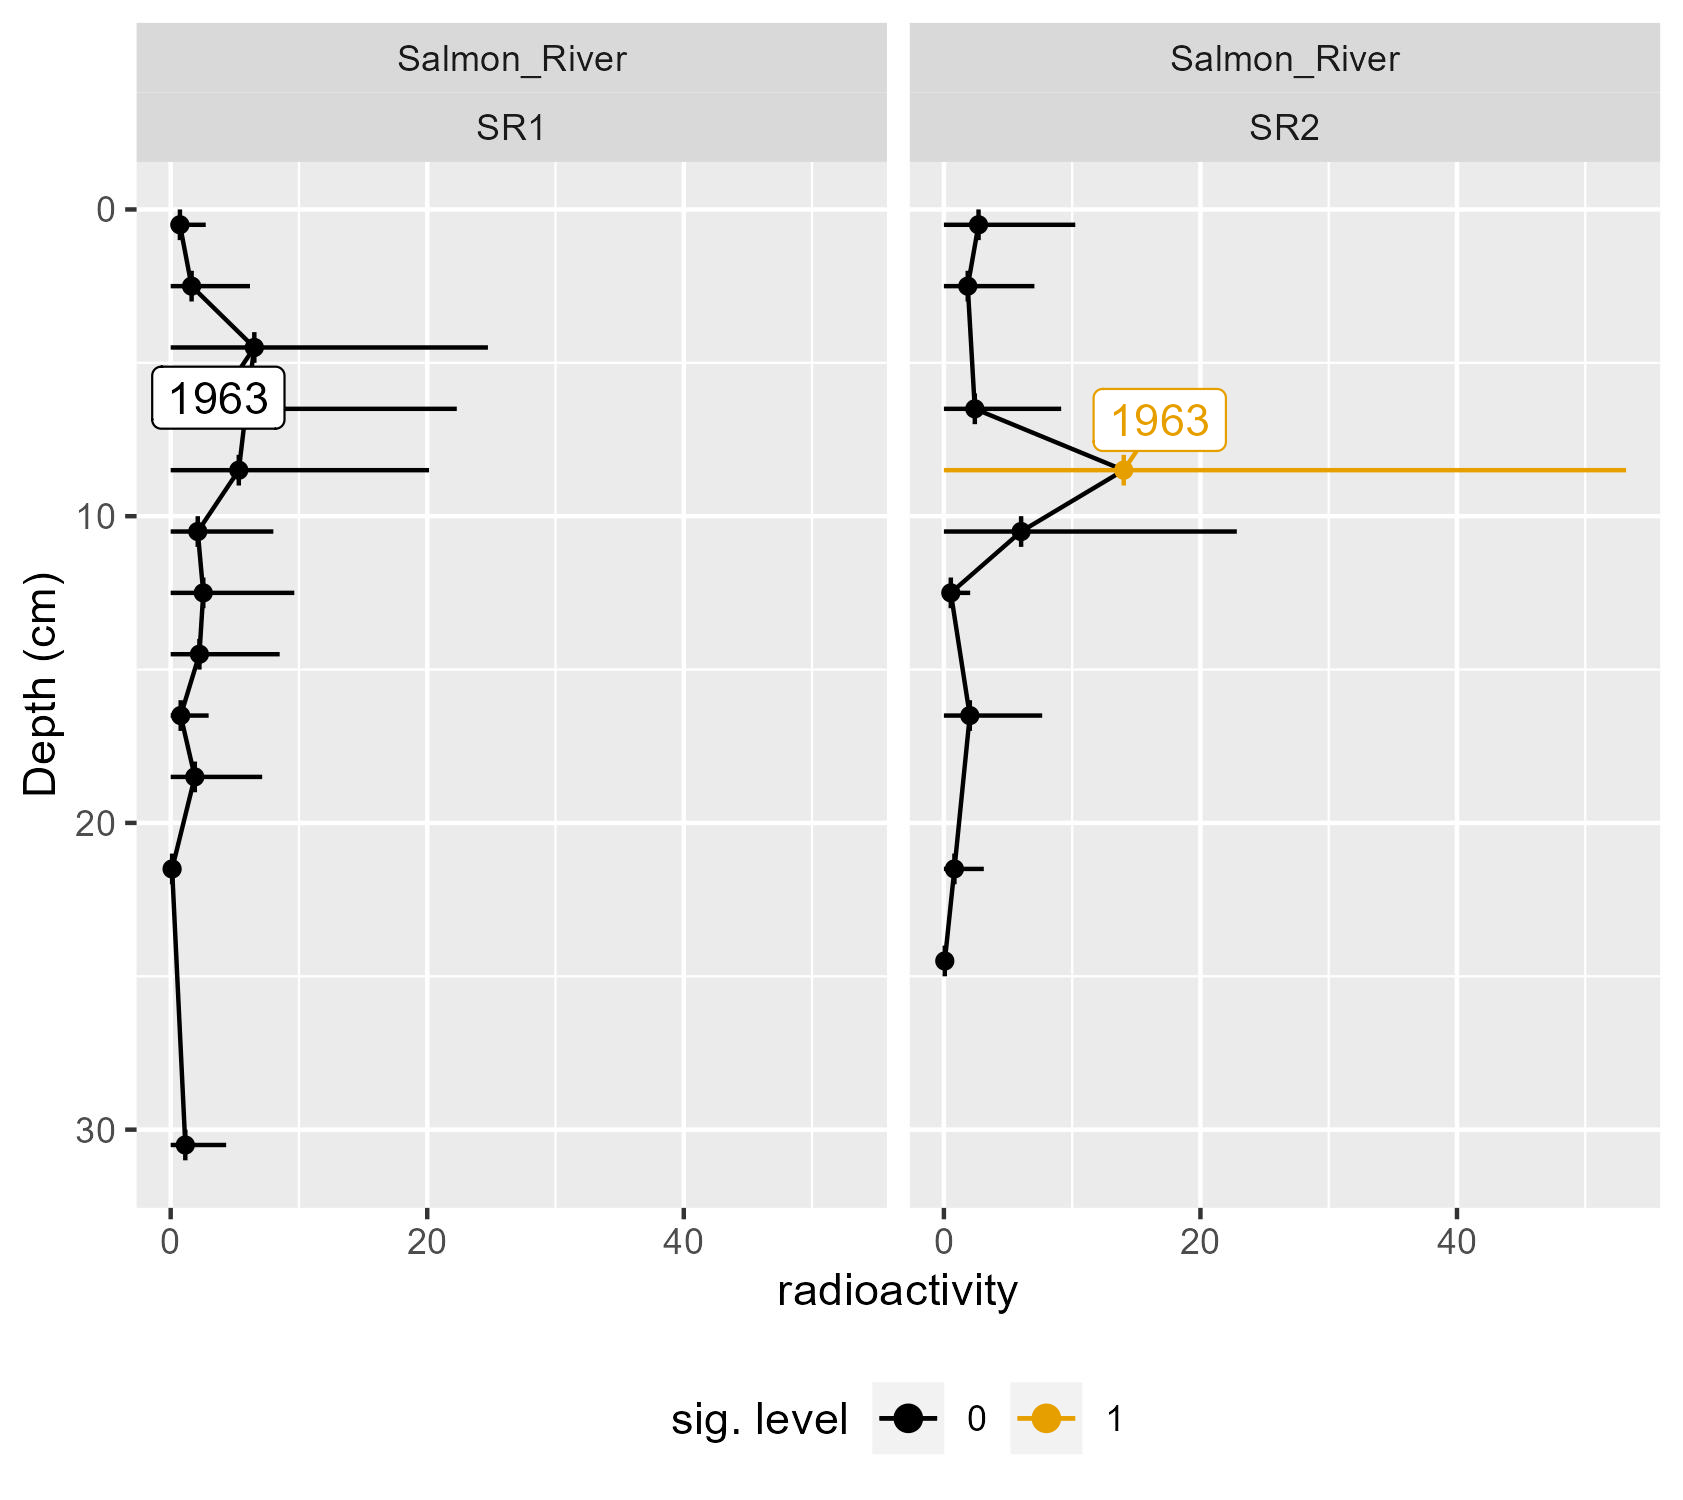 Salmon_River Salmon_River
SR1 SR2
0
1963
1963
10
Depth (cm)
20
30
0 20 40 0 20 40
radioactivity
sig. level 0 1